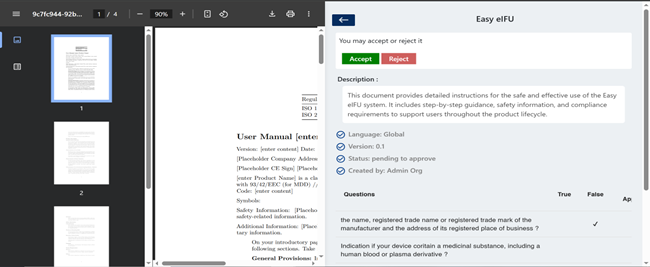 9c7fc944-92b...
1 / 4
90%
1
2
Regul
ISO 1
ISO 2
User Manual [enter
Version: [enter content] Date:
[Placeholder Company Address
[Placeholder CE Sign] [Placeh
[enter Product Name] is a cla
with 93/42/EEC (for MDD) /
Code: [enter content]
Symbols:
Safety Information: [Placeho
safety-related information.
Additional Information: [Place
tary information.
On your introductory pag
following sections. Take
General Provisions: I
Easy eIFU
You may accept or reject it
Accept Reject
Description :
This document provides detailed instructions for the safe and effective use of the Easy
eIFU system. It includes step-by-step guidance, safety information, and compliance
requirements to support users throughout the product lifecycle.
Language: Global
Version: 0.1
Status: pending to approve
Created by: Admin Org
Questions True False Ap
the name, registered trade name or registered trade mark of the
manufacturer and the address of its registered place of business ?
Indication if your device coritain a medicinal substance, including a
human blood or plasma derivative ?